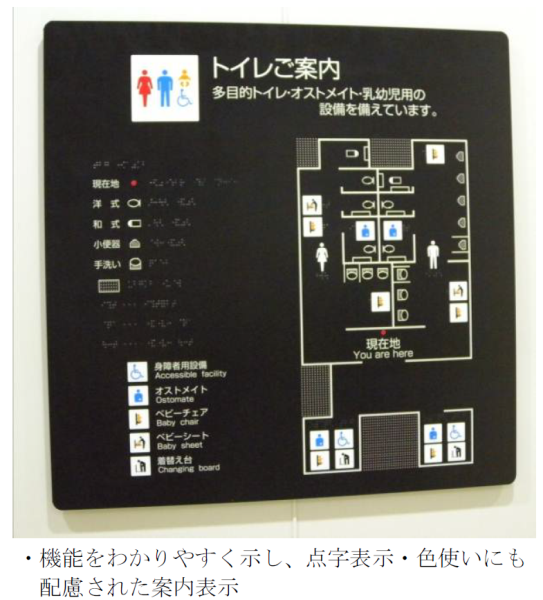 トイレご案内
多目的トイレ・オストメイト・乳幼児用の
設備を備えています。
現在地
洋 式
和 式
小便器
手洗い
現在地
You are here
身障者用設備
Accessible facility
オストメイト
Ostomate
ベビーチェア
Baby chair
ベビーシート
Baby sheet
着替え台
Changing board
・機能をわかりやすく示し、点字表示・色使いにも
配慮された案内表示